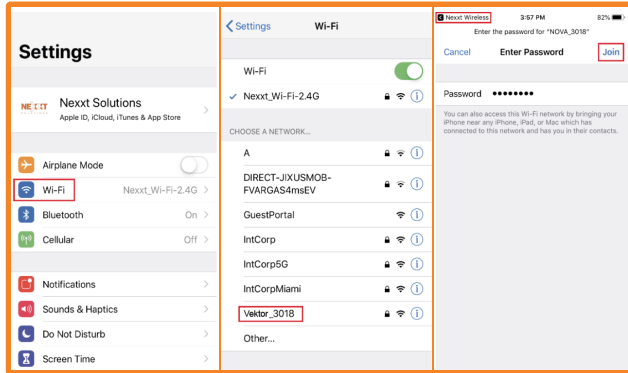 Settings
NEXXT
SOLUTIONS
Nexxt Solutions
Apple ID, iCloud, iTunes & App Store
Airplane Mode
Wi-Fi
Nexxt_Wi-Fi-2.4G
Bluetooth
On
Cellular
Off
Notifications
Sounds & Haptics
Do Not Disturb
Screen Time
Settings
Wi-Fi
Wi-Fi
Nexxt_Wi-Fi-2.4G
CHOOSE A NETWORK...
A
DIRECT-JIXUSMOB-
FVARGAS4msEV
GuestPortal
IntCorp
IntCorp5G
IntCorpMiami
Vektor_3018
Other...
Nexxt Wireless
3:57 PM
82%
Enter the password for “NOVA_3018”
Cancel
Enter Password
Join
Password
You can also access this Wi-Fi network by bringing your
iPhone near any iPhone, iPad, or Mac which has
connected to this network and has you in their contacts.